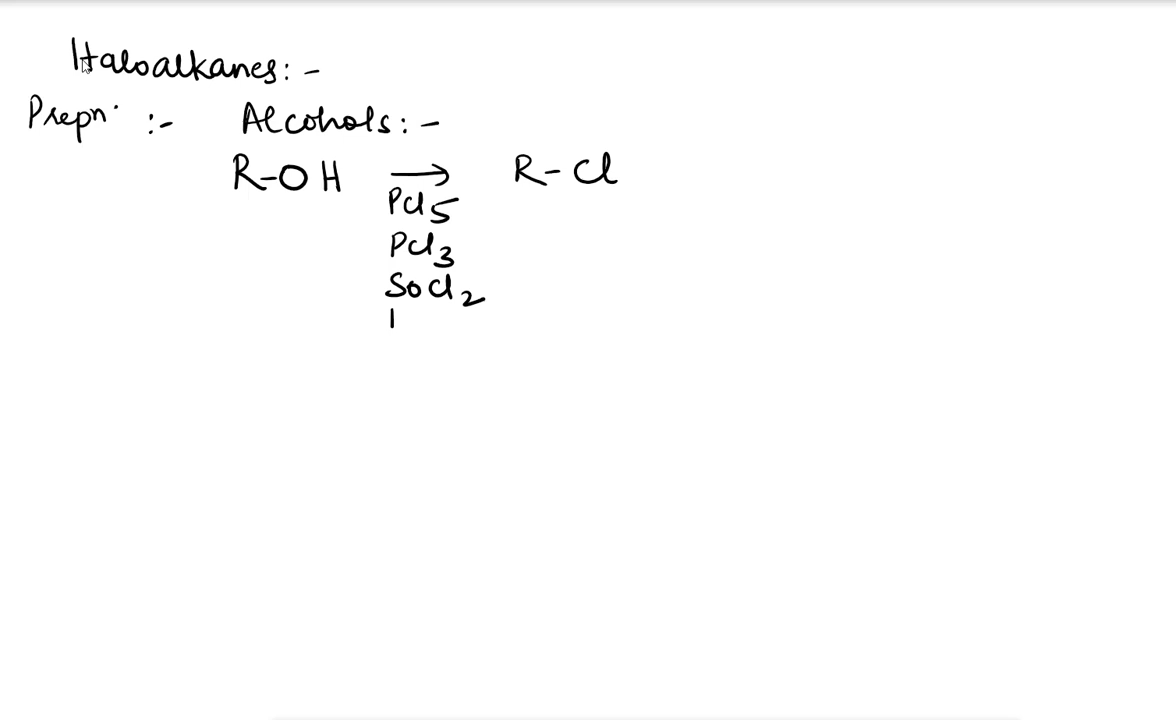 Haloalkanes:-
Prepn. :- Alcohols:-
R-OH → R-Cl
PCl5
PCl3
SOCl2